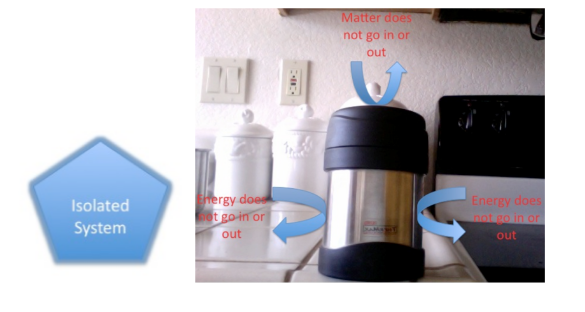 Matter does
not go in or
out
Isolated
System
Energy does
not go in or
out
Energy does
not go in or
out